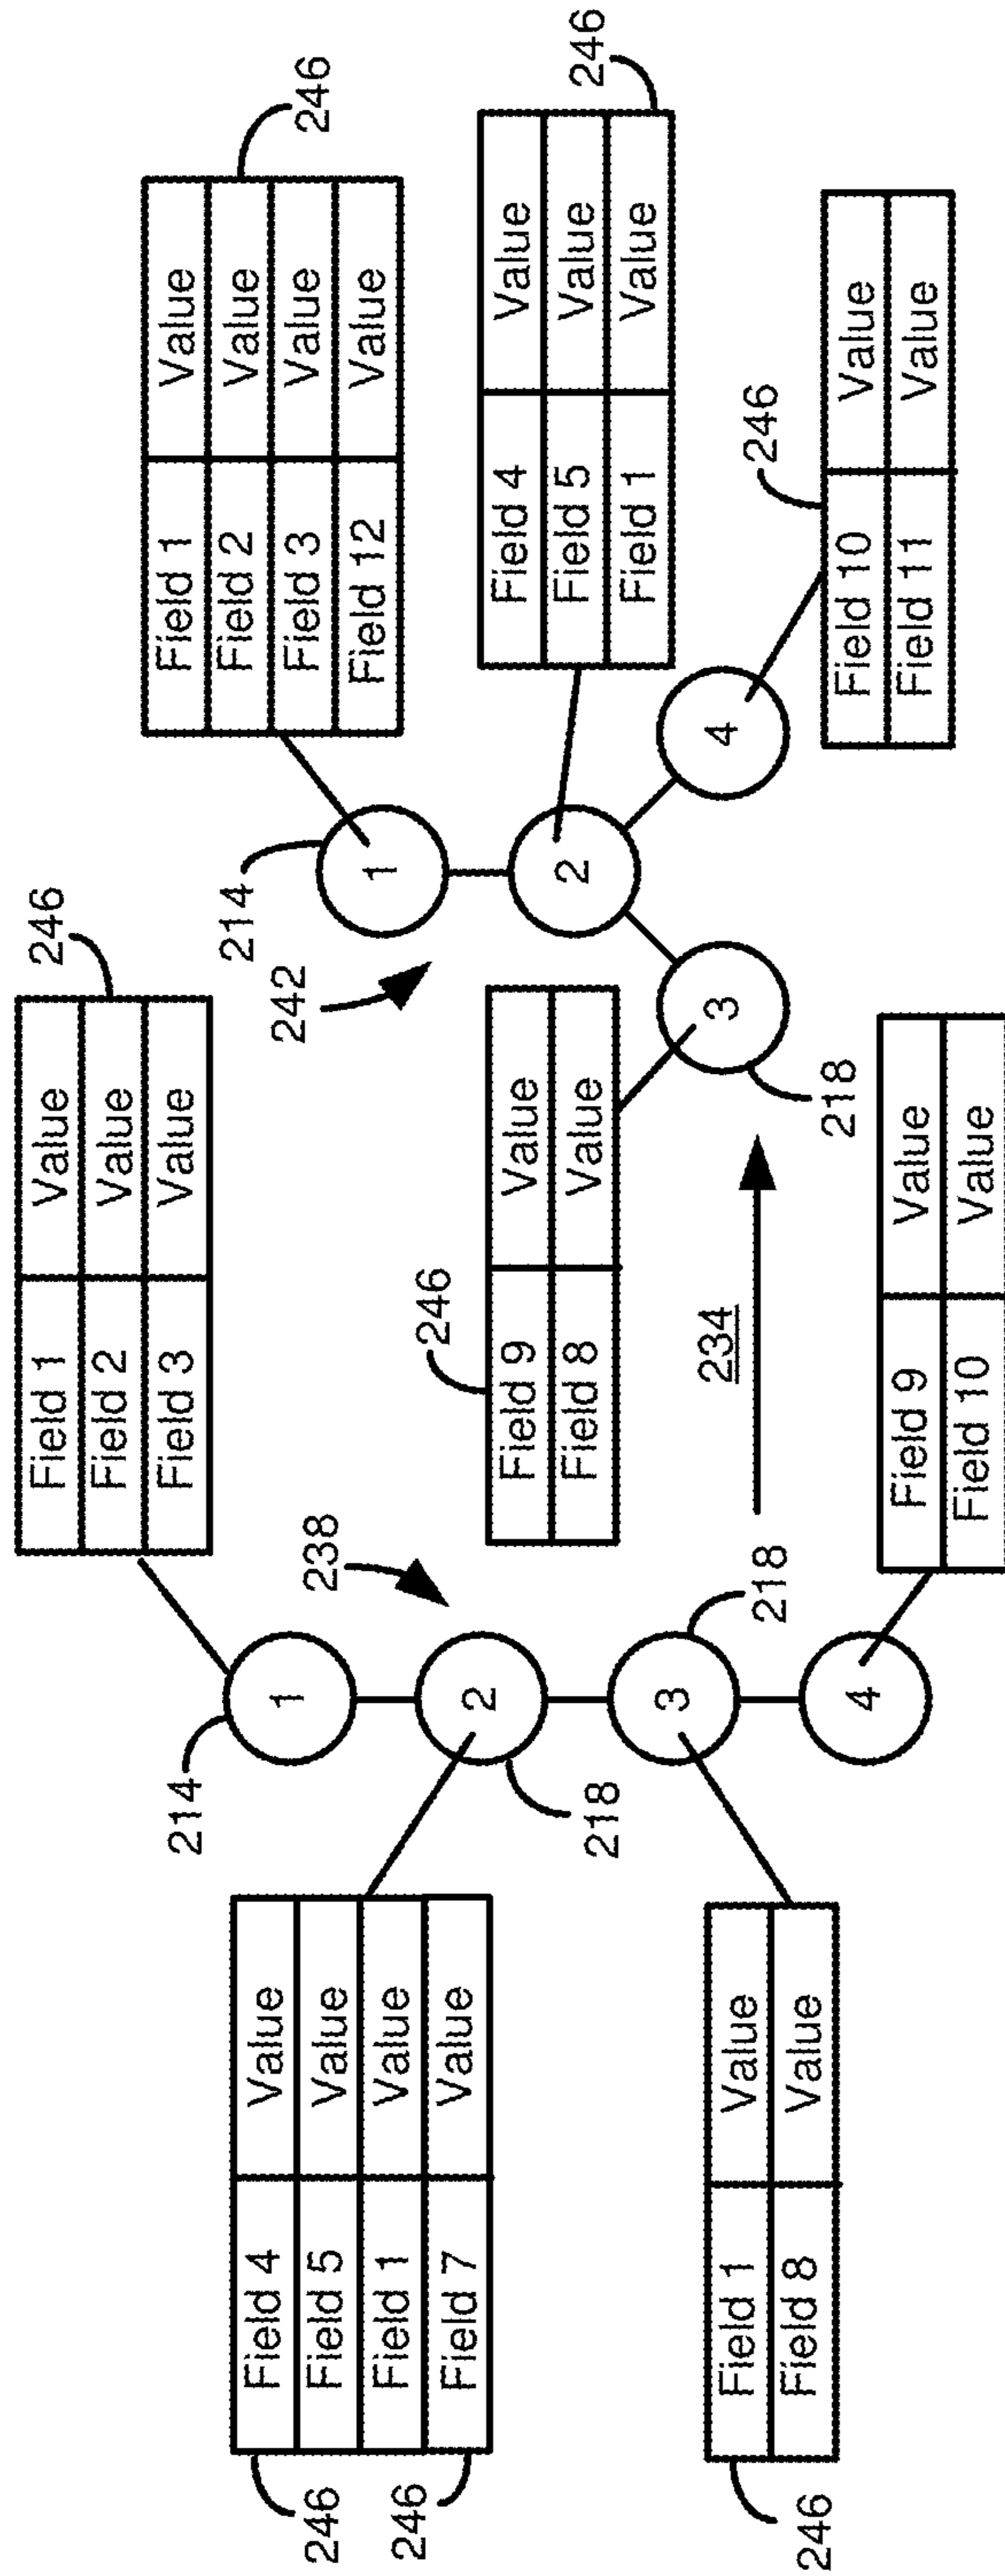 Field 1 Value
Field 2 Value
Field 3 Value
246
214
1
238
Field 4 Value
Field 5 Value
Field 1 Value
Field 7 Value
246
246
2
218
218
3
Field 1 Value
Field 8 Value
246
4
Field 9 Value
Field 10 Value
234
242
214
1
Field 1 Value
Field 2 Value
Field 3 Value
Field 12 Value
246
2
Field 4 Value
Field 5 Value
Field 1 Value
246
246
Field 9 Value
Field 8 Value
3
218
4
246
Field 10 Value
Field 11 Value